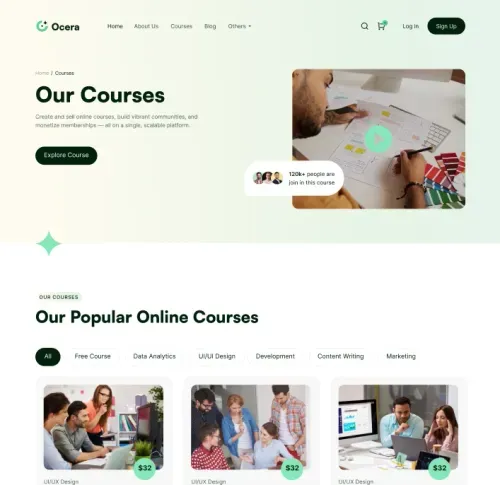 Ocera
Home
About Us
Courses
Blog
Others
Log In
Sign Up
Home | Courses
Our Courses
Create and sell online courses, build vibrant communities, and
monetize memberships — all on a single, scalable platform.
Explore Course
120k+ people are
join in this course
OUR COURSES
Our Popular Online Courses
All
Free Course
Data Analytics
UI/UI Design
Development
Content Writing
Marketing
$32
$32
$32
UI/UX Design
UI/UX Design
UI/UX Design